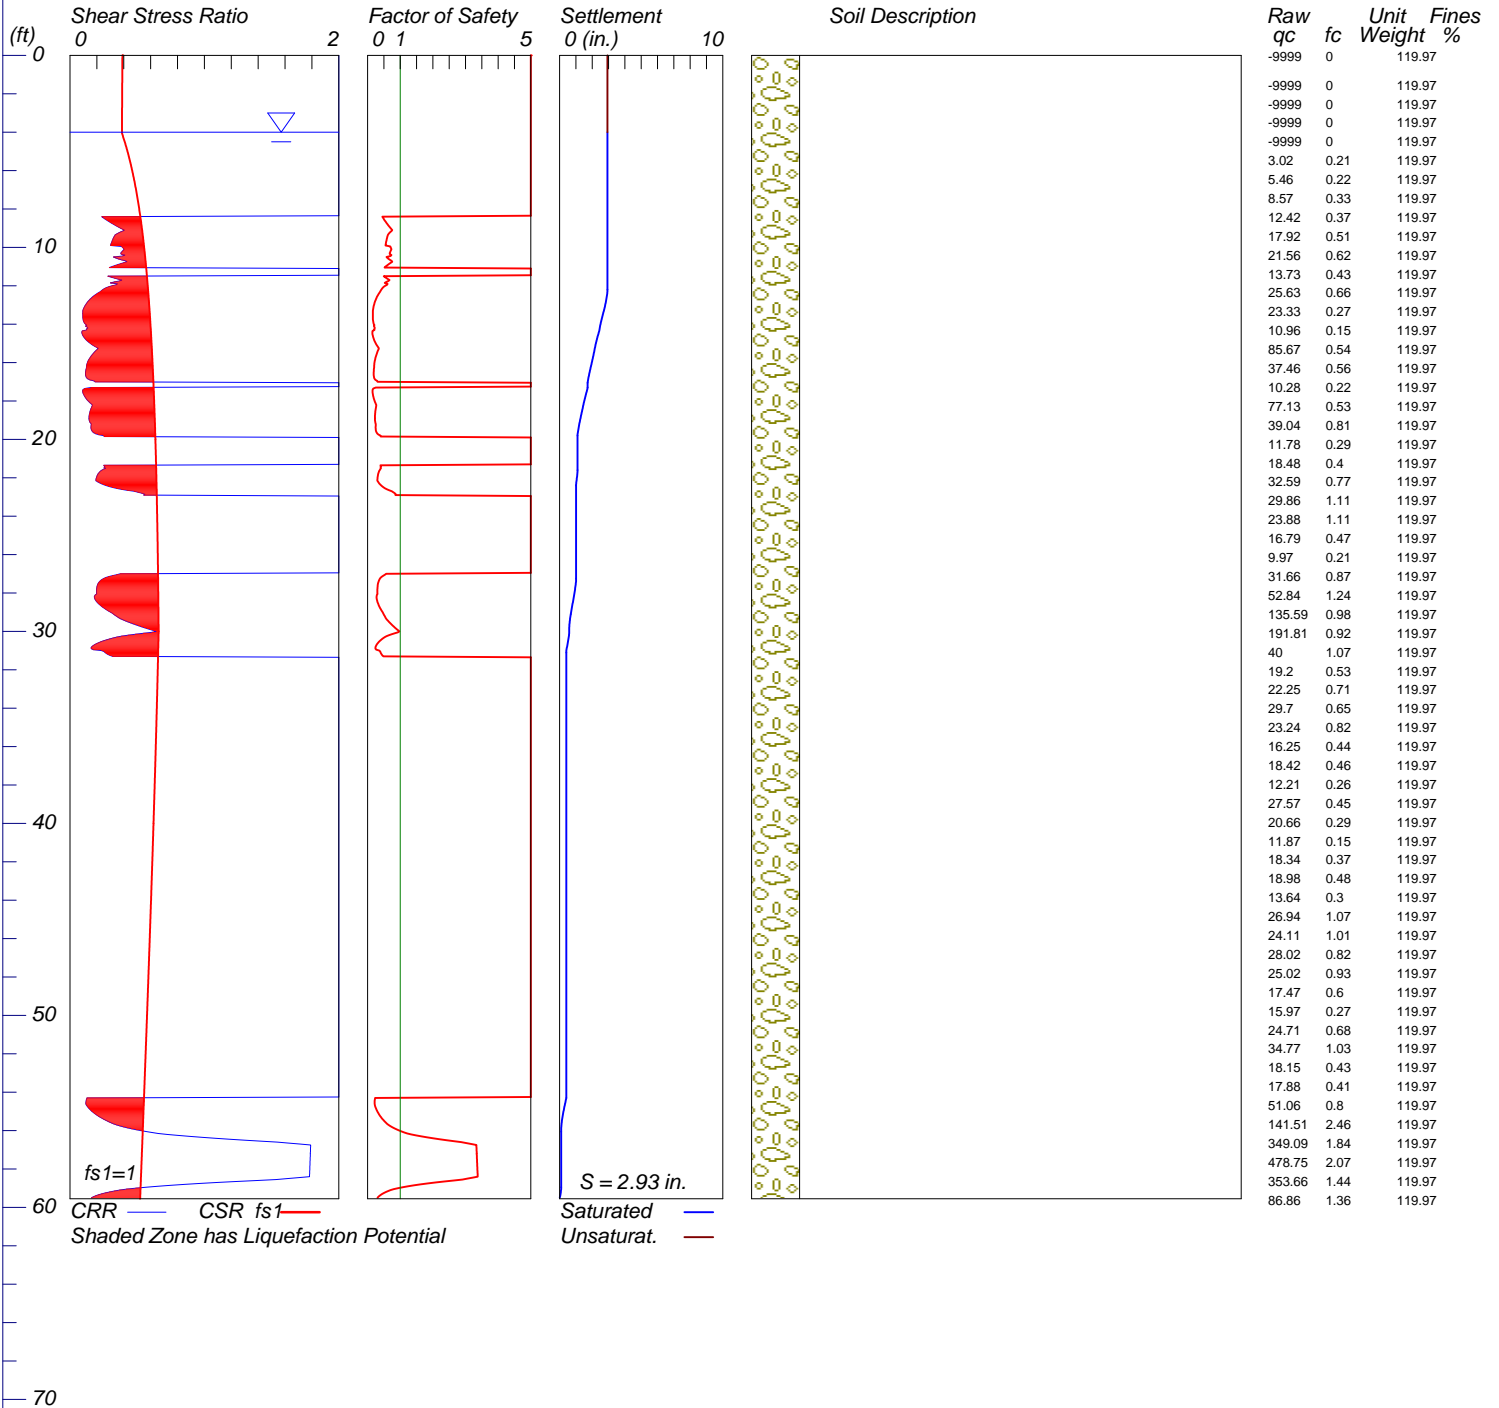 Shear Stress Ratio Factor of Safety Settlement Soil Description Raw Unit Fines
(ft) 0 2 0 1 5 0 (in.) 10 qc fc Weight %
0 -9999 0 119.97
-9999 0 119.97
-9999 0 119.97
-9999 0 119.97
-9999 0 119.97
3.02 0.21 119.97
5.46 0.22 119.97
8.57 0.33 119.97
12.42 0.37 119.97
17.92 0.51 119.97
10 21.56 0.62 119.97
13.73 0.43 119.97
25.63 0.66 119.97
23.33 0.27 119.97
10.96 0.15 119.97
85.67 0.54 119.97
37.46 0.56 119.97
10.28 0.22 119.97
77.13 0.53 119.97
39.04 0.81 119.97
20 11.78 0.29 119.97
18.48 0.4 119.97
32.59 0.77 119.97
29.86 1.11 119.97
23.88 1.11 119.97
16.79 0.47 119.97
9.97 0.21 119.97
31.66 0.87 119.97
52.84 1.24 119.97
135.59 0.98 119.97
30 191.81 0.92 119.97
40 1.07 119.97
19.2 0.53 119.97
22.25 0.71 119.97
29.7 0.65 119.97
23.24 0.82 119.97
16.25 0.44 119.97
18.42 0.46 119.97
12.21 0.26 119.97
27.57 0.45 119.97
40 20.66 0.29 119.97
11.87 0.15 119.97
18.34 0.37 119.97
18.98 0.48 119.97
13.64 0.3 119.97
26.94 1.07 119.97
24.11 1.01 119.97
28.02 0.82 119.97
25.02 0.93 119.97
17.47 0.6 119.97
50 15.97 0.27 119.97
24.71 0.68 119.97
34.77 1.03 119.97
18.15 0.43 119.97
17.88 0.41 119.97
51.06 0.8 119.97
141.51 2.46 119.97
349.09 1.84 119.97
478.75 2.07 119.97
fs1=1 S = 2.93 in. 353.66 1.44 119.97
60 86.86 1.36 119.97
CRR CSR fs1 Saturated
Shaded Zone has Liquefaction Potential Unsaturat.
70